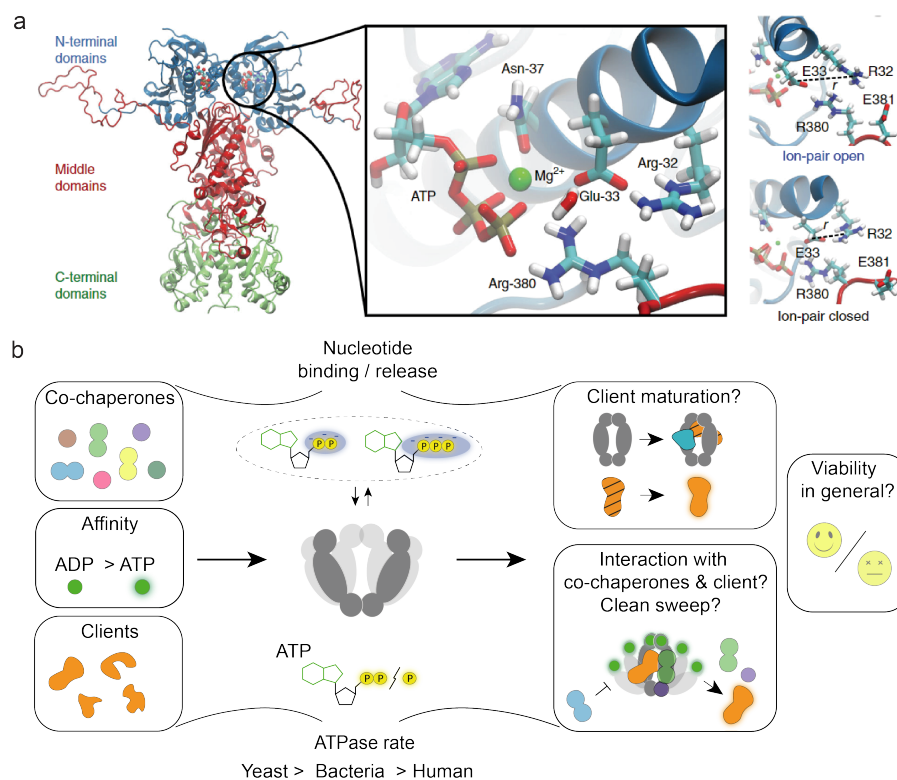 a
N-terminal
domains
Middle
domains
C-terminal
domains
Asn-37
ATP
Mg2+
Glu-33
Arg-32
Arg-380
E33
R32
r
E381
R380
Ion-pair open
r
R32
E33
E381
R380
Ion-pair closed
b
Nucleotide
binding / release
Co-chaperones
P P
P P P
Affinity
ADP > ATP
Clients
ATP
P P P
ATPase rate
Yeast > Bacteria > Human
Client maturation?
Interaction with
co-chaperones & client?
Clean sweep?
Viability
in general?